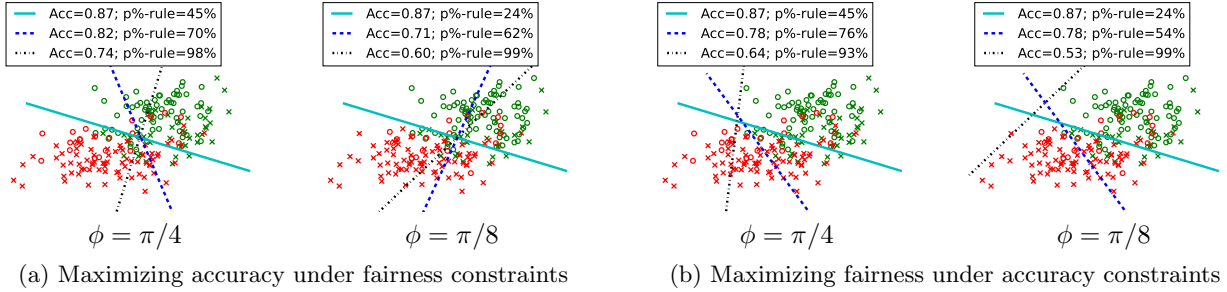 Acc=0.87; p%-rule=45%
Acc=0.82; p%-rule=70%
Acc=0.74; p%-rule=98%
Acc=0.87; p%-rule=24%
Acc=0.71; p%-rule=62%
Acc=0.60; p%-rule=99%
Acc=0.87; p%-rule=45%
Acc=0.78; p%-rule=76%
Acc=0.64; p%-rule=93%
Acc=0.87; p%-rule=24%
Acc=0.78; p%-rule=54%
Acc=0.53; p%-rule=99%
ϕ = π/4
ϕ = π/8
ϕ = π/4
ϕ = π/8
(a) Maximizing accuracy under fairness constraints
(b) Maximizing fairness under accuracy constraints